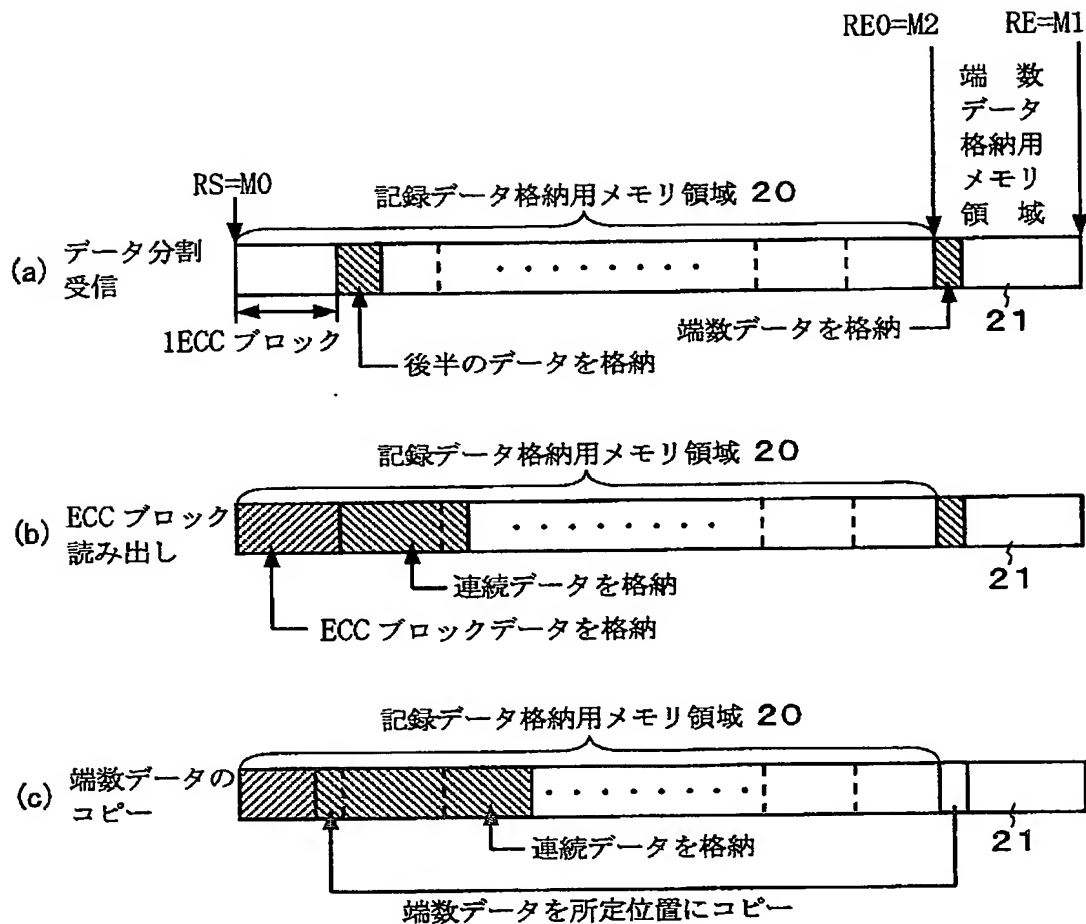 RE0=M2
RE=M1
端 数
データ
格納用
メモリ
領 域
RS=M0
記録データ格納用メモリ領域 20
(a) データ分割
受信
1ECC ブロック
端数データを格納
21
後半のデータを格納
記録データ格納用メモリ領域 20
(b) ECC ブロック
読み出し
21
連続データを格納
ECC ブロックデータを格納
記録データ格納用メモリ領域 20
(c) 端数データの
コピー
21
連続データを格納
端数データを所定位置にコピー